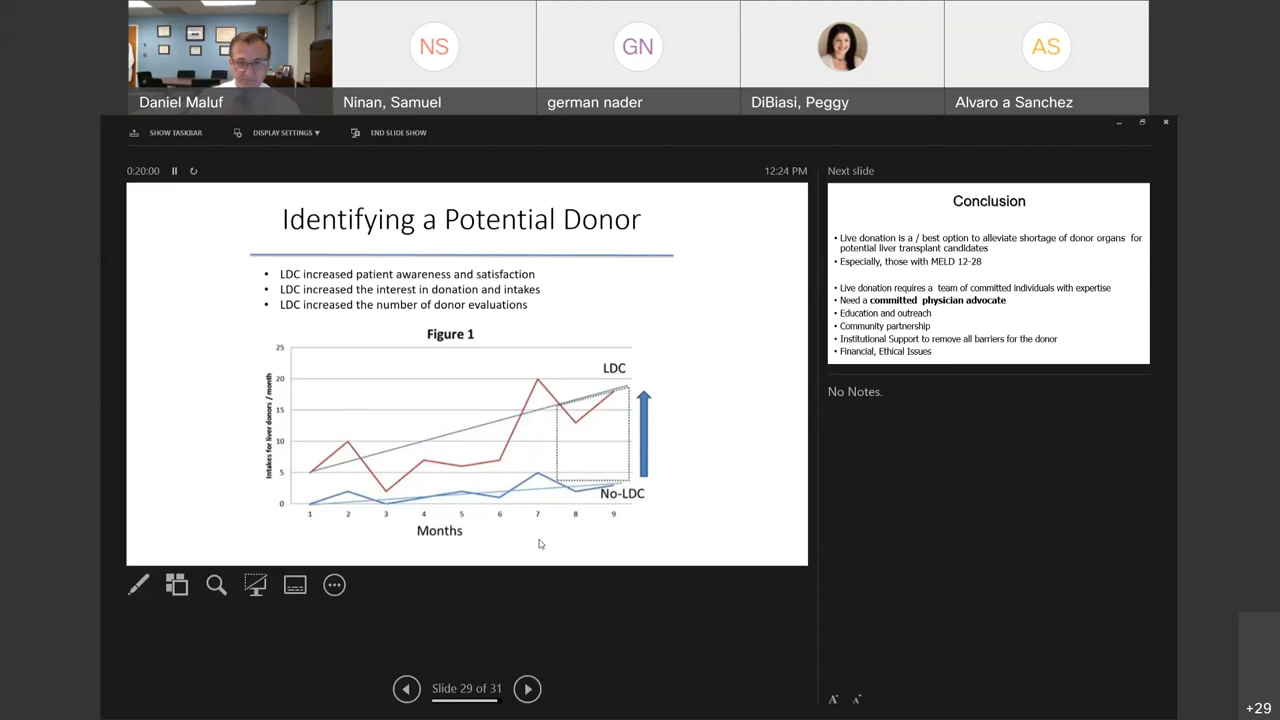 NS
GN
AS
Daniel Maluf
Ninan, Samuel
german nader
DiBiasi, Peggy
Alvaro a Sanchez
SHOW TASKBAR
DISPLAY SETTINGS ▼
END SLIDE SHOW
0:20:00
12:24 PM
Identifying a Potential Donor
• LDC increased patient awareness and satisfaction
• LDC increased the interest in donation and intakes
• LDC increased the number of donor evaluations
Figure 1
Intakes for liver donors / month
25
20
15
10
5
0
LDC
No-LDC
1 2 3 4 5 6 7 8 9
Months
Next slide
Conclusion
• Live donation is a / best option to alleviate shortage of donor organs for
potential liver transplant candidates
• Especially, those with MELD 12-28
• Live donation requires a team of committed individuals with expertise
• Need a committed physician advocate
• Education and outreach
• Community partnership
• Institutional Support to remove all barriers for the donor
• Financial, Ethical Issues
No Notes.
Slide 29 of 31
A A
+29